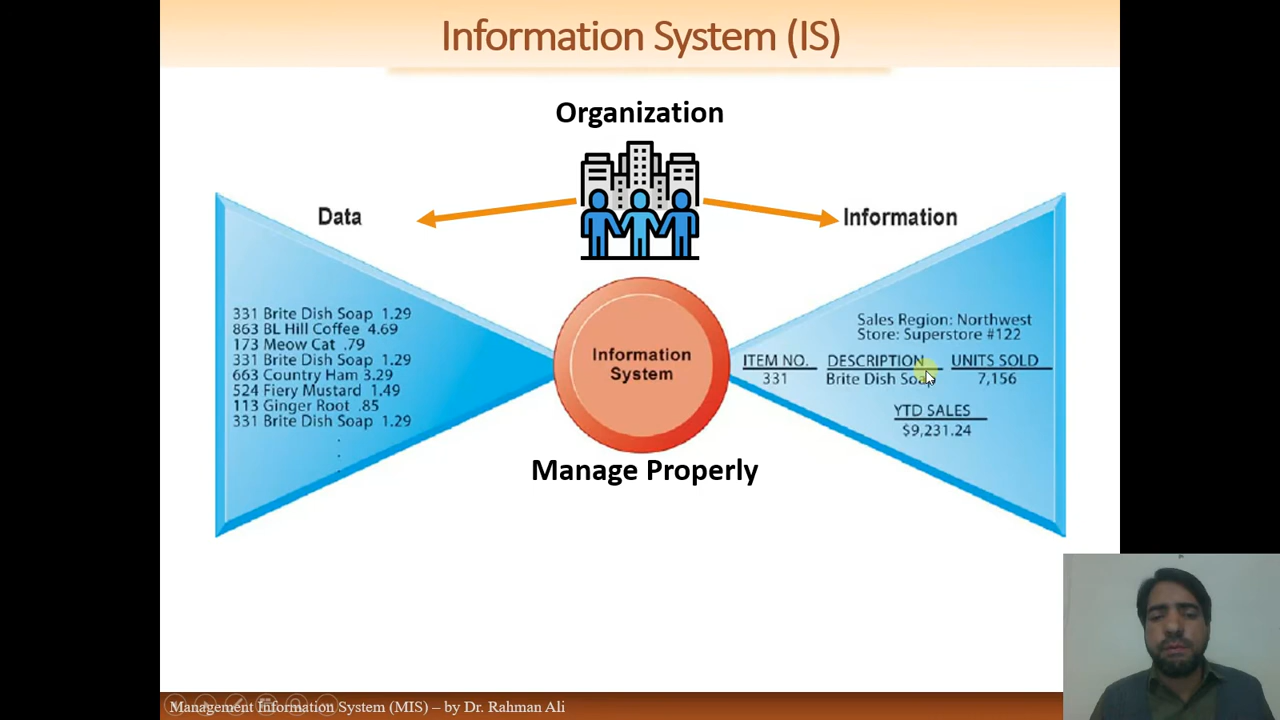 Information System (IS)
Organization
Data
Information
331 Brite Dish Soap 1.29
863 BL Hill Coffee 4.69
173 Meow Cat .79
331 Brite Dish Soap 1.29
663 Country Ham 3.29
524 Fiery Mustard 1.49
113 Ginger Root .85
331 Brite Dish Soap 1.29
Information
System
Sales Region: Northwest
Store: Superstore #122
ITEM NO. DESCRIPTION UNITS SOLD
331 Brite Dish Soap 7,156
YTD SALES
$9,231.24
Manage Properly
Management Information System (MIS) – by Dr. Rahman Ali